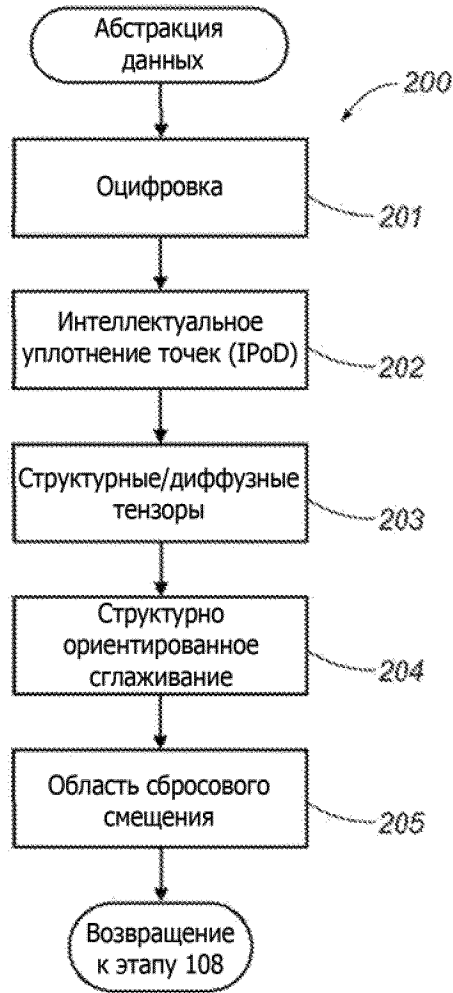 Абстракция
данных
200
Оцифровка
201
Интеллектуальное
уплотнение точек (IPoD)
202
Структурные/диффузные
тензоры
203
Структурно
ориентированное
сглаживание
204
Область сбросового
смещения
205
Возвращение
к этапу 108